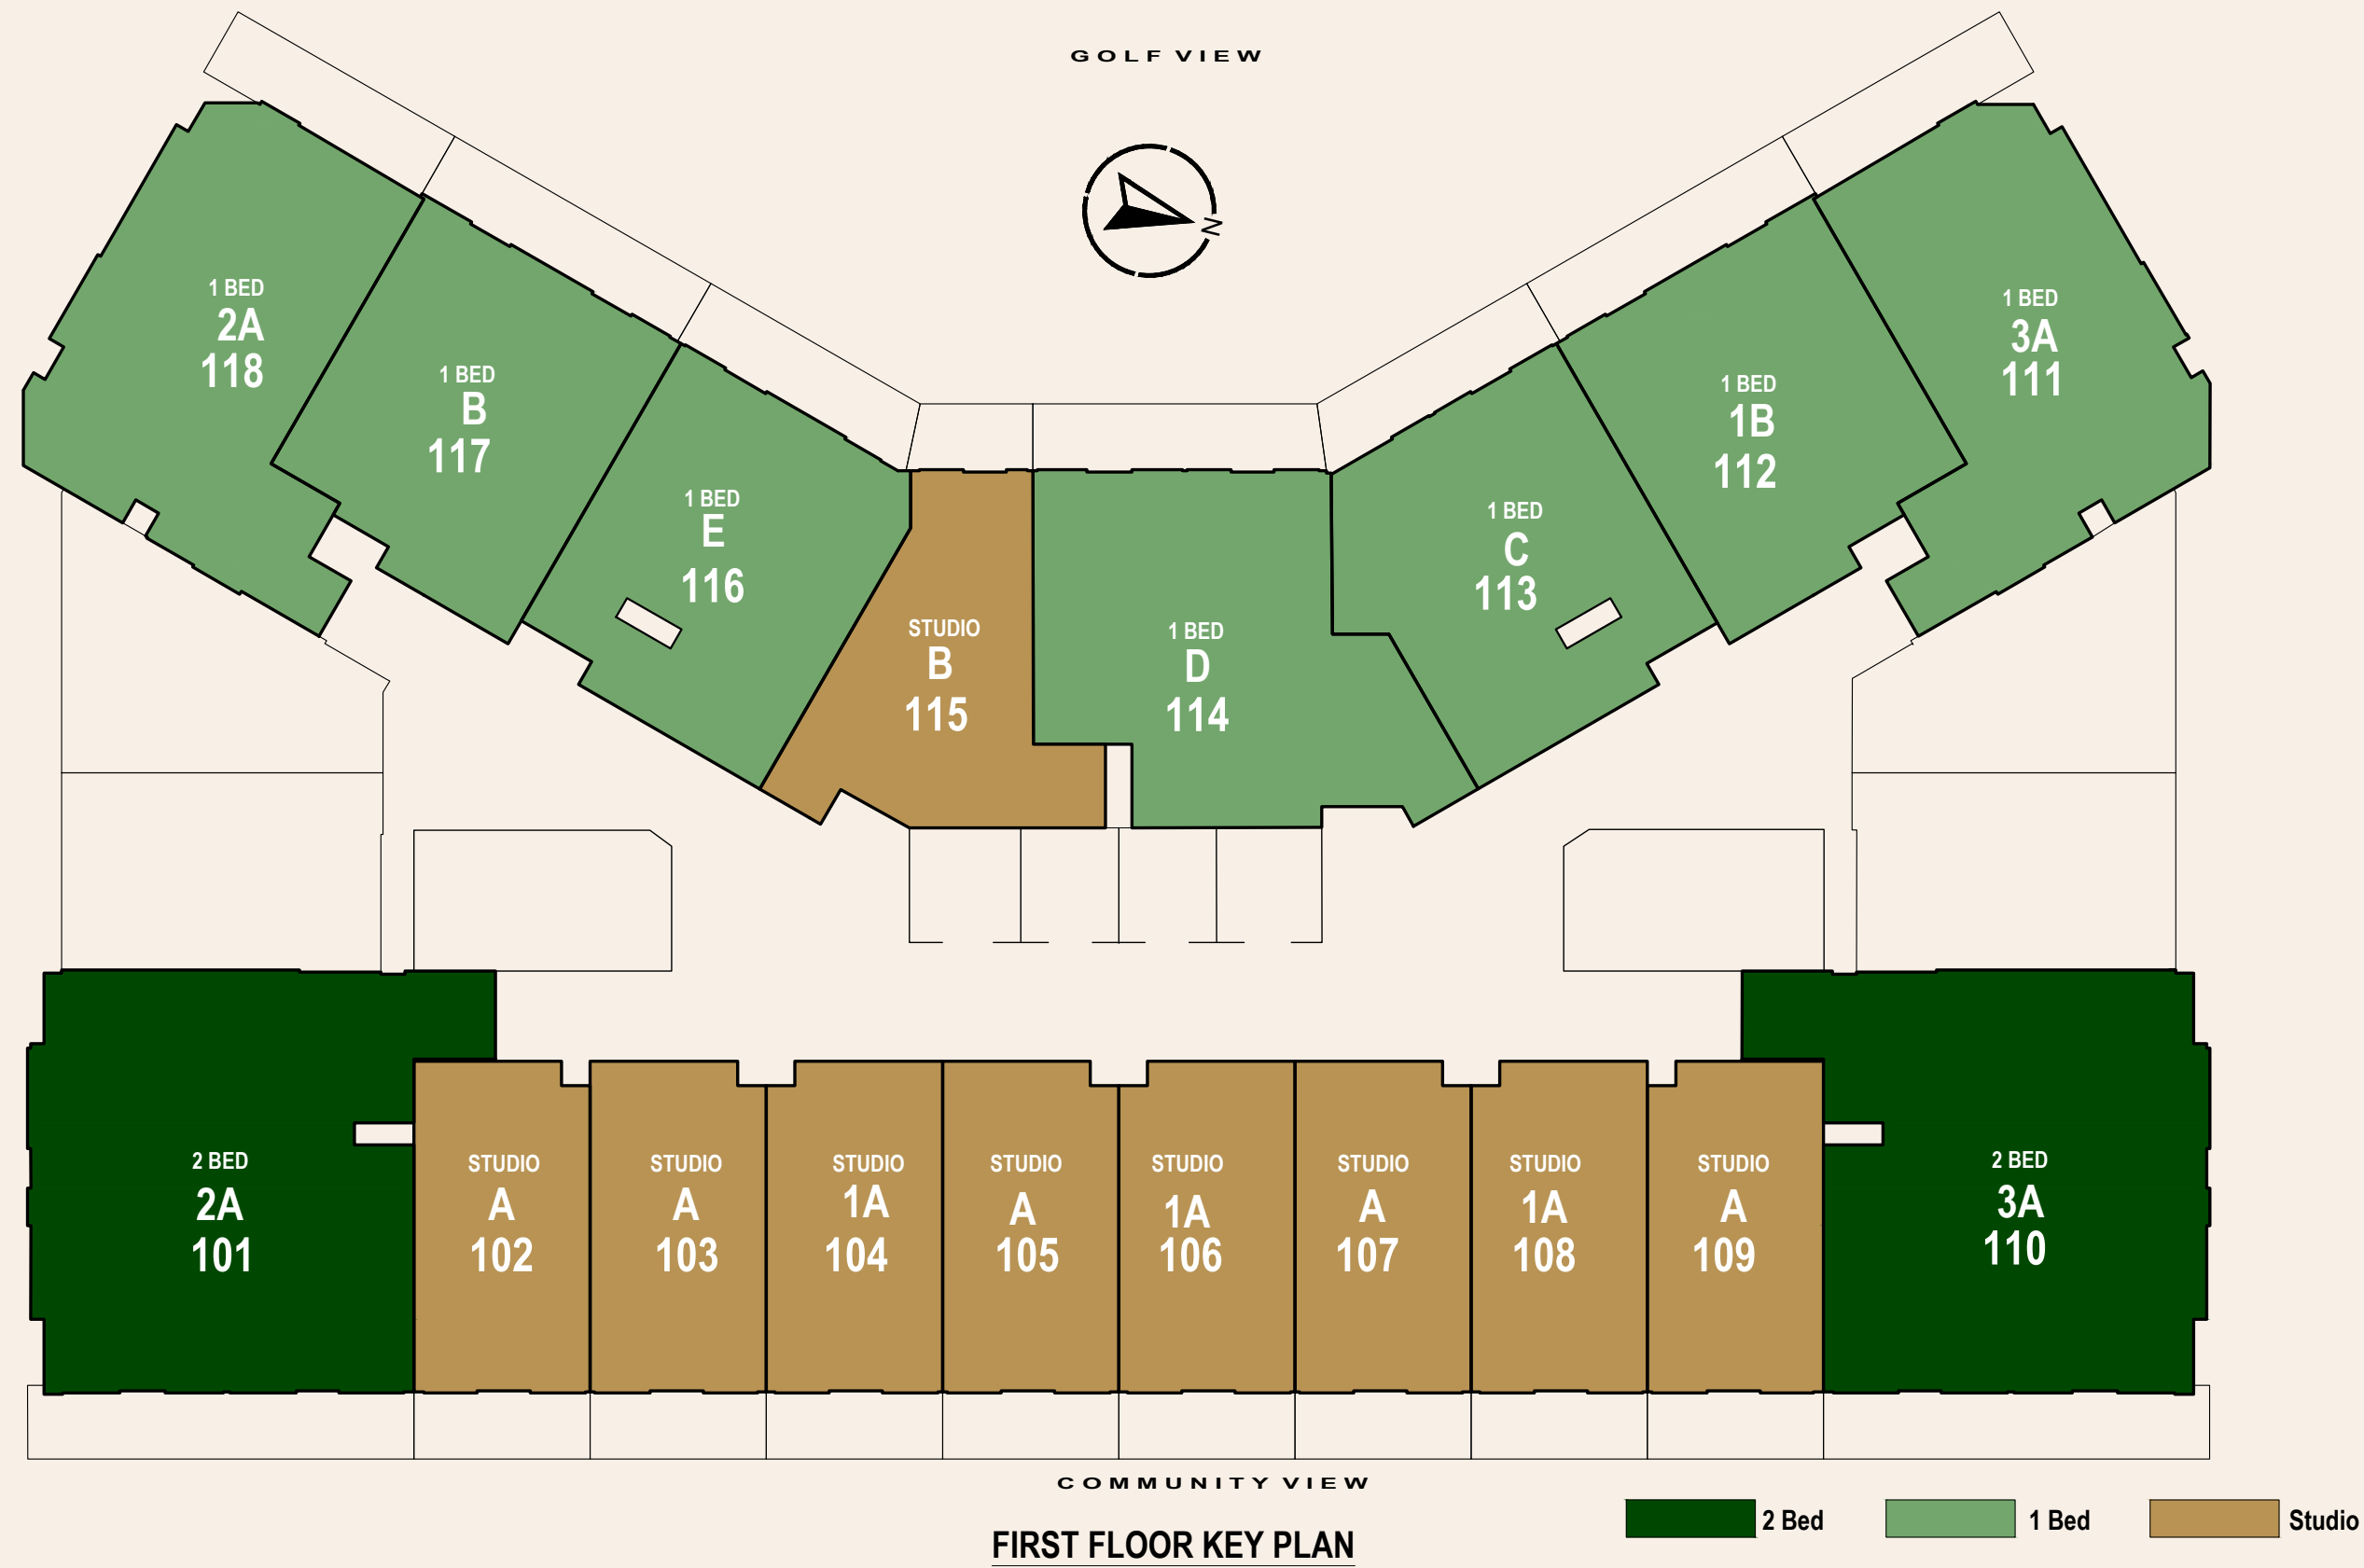 GOLF VIEW
N
1 BED
2A
118
1 BED
B
117
1 BED
E
116
STUDIO
B
115
1 BED
D
114
1 BED
C
113
1 BED
1B
112
1 BED
3A
111
2 BED
2A
101
STUDIO
A
102
STUDIO
A
103
STUDIO
1A
104
STUDIO
A
105
STUDIO
1A
106
STUDIO
A
107
STUDIO
1A
108
STUDIO
A
109
2 BED
3A
110
COMMUNITY VIEW
FIRST FLOOR KEY PLAN
2 Bed
1 Bed
Studio